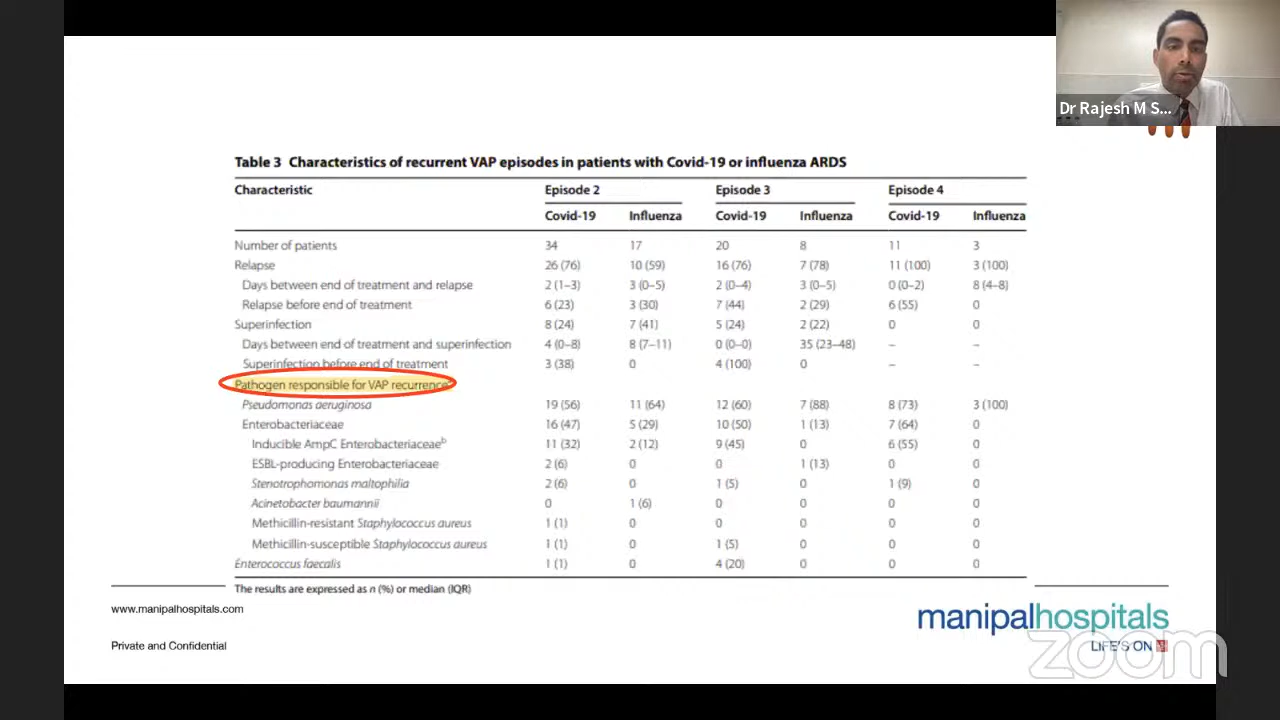 Dr Rajesh M S...
Table 3 Characteristics of recurrent VAP episodes in patients with Covid-19 or influenza ARDS
Characteristic Episode 2 Episode 3 Episode 4
Covid-19 Influenza Covid-19 Influenza Covid-19 Influenza
Number of patients 34 17 20 8 11 3
Relapse 26 (76) 10 (59) 16 (76) 7 (78) 11 (100) 3 (100)
Days between end of treatment and relapse 2 (1–3) 3 (0–5) 2 (0–4) 3 (0–5) 0 (0–2) 8 (4–8)
Relapse before end of treatment 6 (23) 3 (30) 7 (44) 2 (29) 6 (55) 0
Superinfection 8 (24) 7 (41) 5 (24) 2 (22) 0 0
Days between end of treatment and superinfection 4 (0–8) 8 (7–11) 0 (0–0) 35 (23–48) – –
Superinfection before end of treatment 3 (38) 0 4 (100) 0 – –
Pathogen responsible for VAP recurrence
Pseudomonas aeruginosa 19 (56) 11 (64) 12 (60) 7 (88) 8 (73) 3 (100)
Enterobacteriaceae 16 (47) 5 (29) 10 (50) 1 (13) 7 (64) 0
Inducible AmpC Enterobacteriaceaeᵇ 11 (32) 2 (12) 9 (45) 0 6 (55) 0
ESBL-producing Enterobacteriaceae 2 (6) 0 0 1 (13) 0 0
Stenotrophomonas maltophilia 2 (6) 0 1 (5) 0 1 (9) 0
Acinetobacter baumannii 0 1 (6) 0 0 0 0
Methicillin-resistant Staphylococcus aureus 1 (1) 0 0 0 0 0
Methicillin-susceptible Staphylococcus aureus 1 (1) 0 1 (5) 0 0 0
Enterococcus faecalis 1 (1) 0 4 (20) 0 0 0
The results are expressed as n (%) or median (IQR)
www.manipalhospitals.com
manipalhospitals
LIFE'S ON
Private and Confidential
zoom